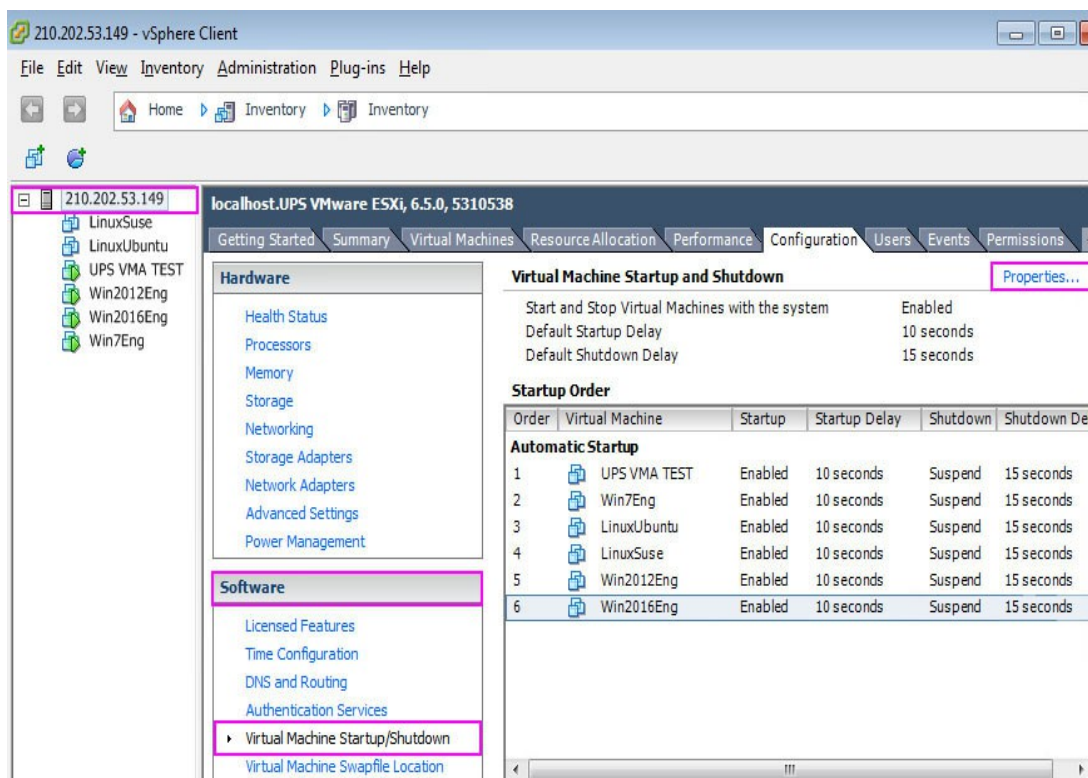 210.202.53.149 - vSphere Client
File Edit View Inventory Administration Plug-ins Help
Home Inventory Inventory
210.202.53.149
LinuxSuse
LinuxUbuntu
UPS VMA TEST
Win2012Eng
Win2016Eng
Win7Eng
localhost.UPS VMware ESXi, 6.5.0, 5310538
Getting Started Summary Virtual Machines Resource Allocation Performance Configuration Users Events Permissions
Hardware
Health Status
Processors
Memory
Storage
Networking
Storage Adapters
Network Adapters
Advanced Settings
Power Management
Software
Licensed Features
Time Configuration
DNS and Routing
Authentication Services
Virtual Machine Startup/Shutdown
Virtual Machine Swapfile Location
Virtual Machine Startup and Shutdown Properties...
Start and Stop Virtual Machines with the system Enabled
Default Startup Delay 10 seconds
Default Shutdown Delay 15 seconds
Startup Order
Order Virtual Machine Startup Startup Delay Shutdown Shutdown De
Automatic Startup
1 UPS VMA TEST Enabled 10 seconds Suspend 15 seconds
2 Win7Eng Enabled 10 seconds Suspend 15 seconds
3 LinuxUbuntu Enabled 10 seconds Suspend 15 seconds
4 LinuxSuse Enabled 10 seconds Suspend 15 seconds
5 Win2012Eng Enabled 10 seconds Suspend 15 seconds
6 Win2016Eng Enabled 10 seconds Suspend 15 seconds